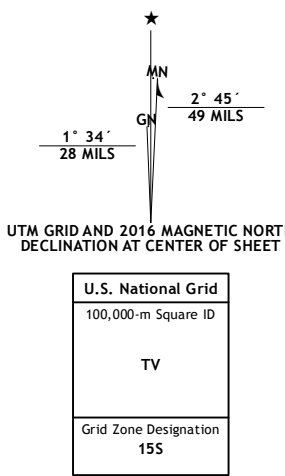 MN
GN
2° 45´
49 MILS
1° 34´
28 MILS
UTM GRID AND 2016 MAGNETIC NORTH
DECLINATION AT CENTER OF SHEET
U.S. National Grid
100,000-m Square ID
TV
Grid Zone Designation
15S